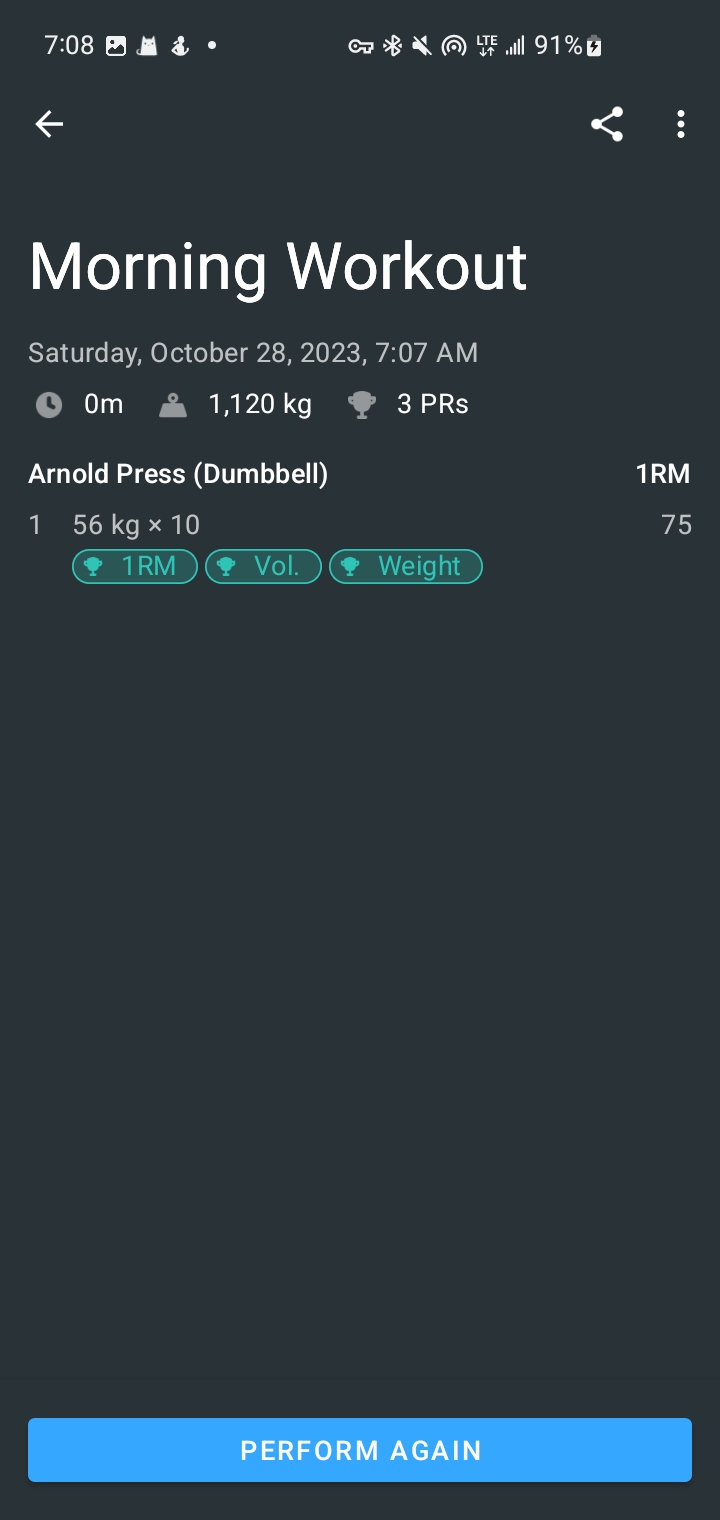 7:08 LTE 91%
Morning Workout
Saturday, October 28, 2023, 7:07 AM
0m 1,120 kg 3 PRs
Arnold Press (Dumbbell) 1RM
1 56 kg × 10 75
1RM Vol. Weight
PERFORM AGAIN